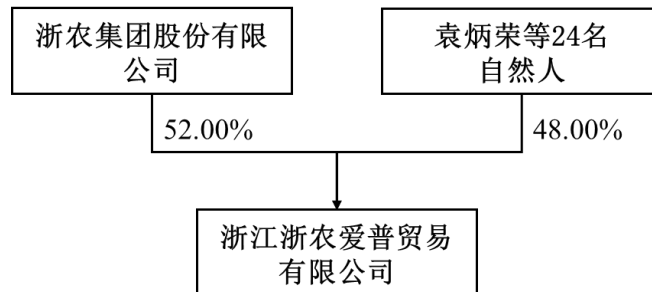 浙农集团股份有限
公司
袁炳荣等24名
自然人
52.00%
48.00%
浙江浙农爱普贸易
有限公司